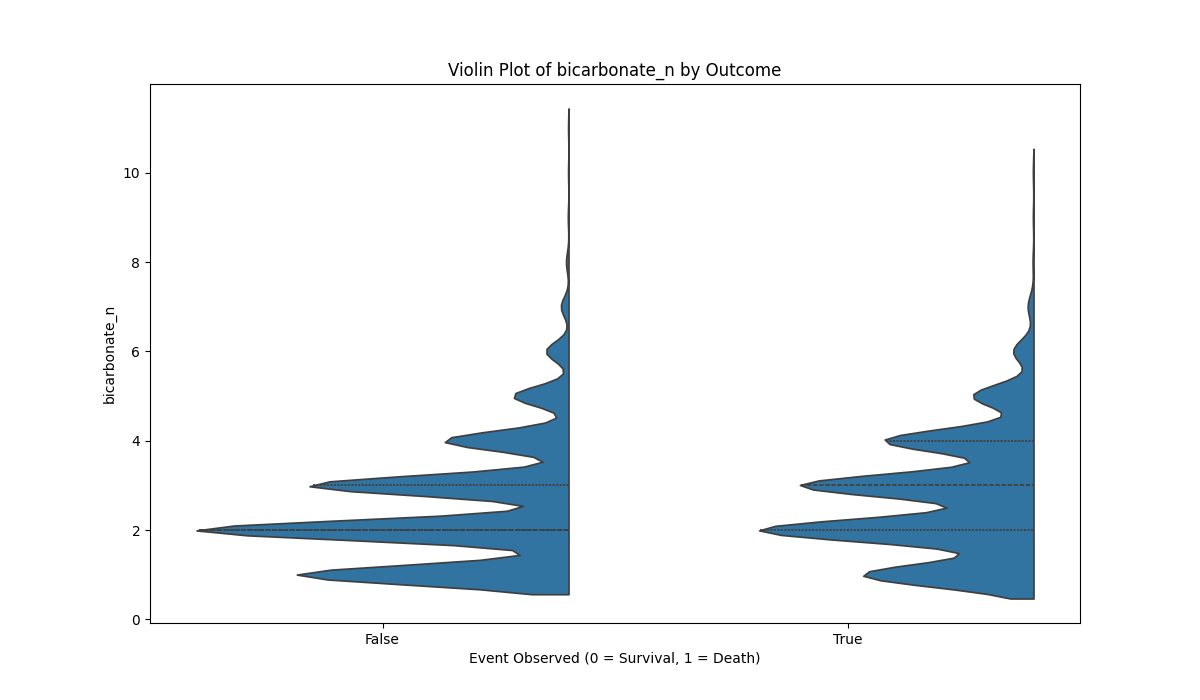 Violin Plot of bicarbonate_n by Outcome
bicarbonate_n
10
8
6
4
2
0
False
True
Event Observed (0 = Survival, 1 = Death)